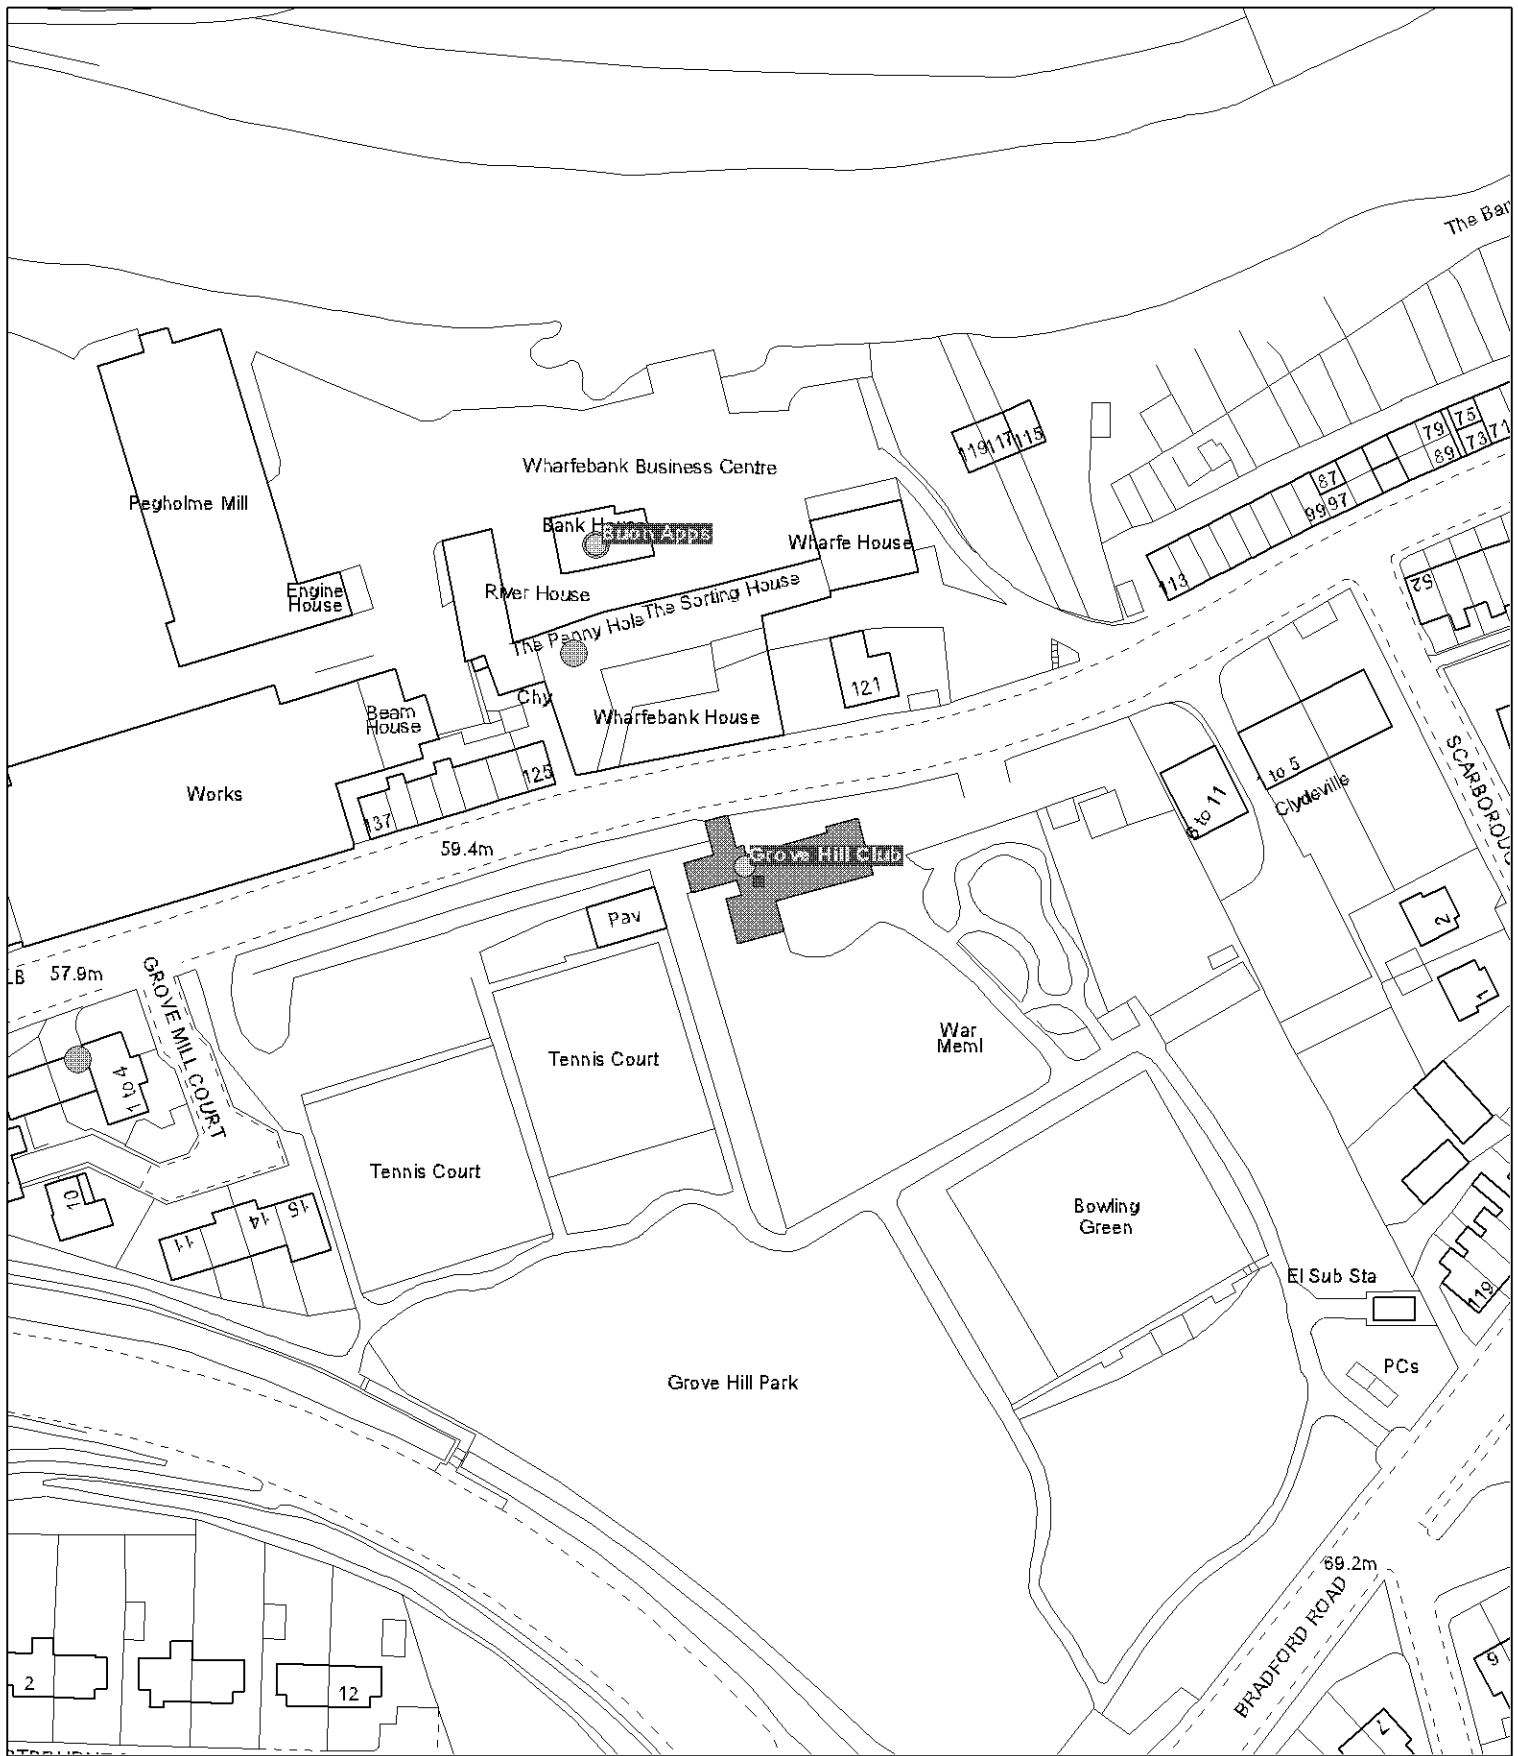 The Bar
75
79
71
73
89
119
117
115
87
97
99
Wharfebank Business Centre
Pegholme Mill
Bank House
Booth Apps
Wharfe House
113
52
Engine
House
River House
The Sorting House
The Penny Hole
121
Chy
Wharfebank House
Beam
House
SCARBOROUG
1 to 5
Clydeville
125
Works
6 to 11
137
59.4m
Grove Hill Club
Pav
2
LB
57.9m
GROVE MILL COURT
1
War
Meml
Tennis Court
1 to 4
Tennis Court
10
15
14
11
Bowling
Green
El Sub Sta
119
PCs
Grove Hill Park
69.2m
BRADFORD ROAD
9
2
12
7